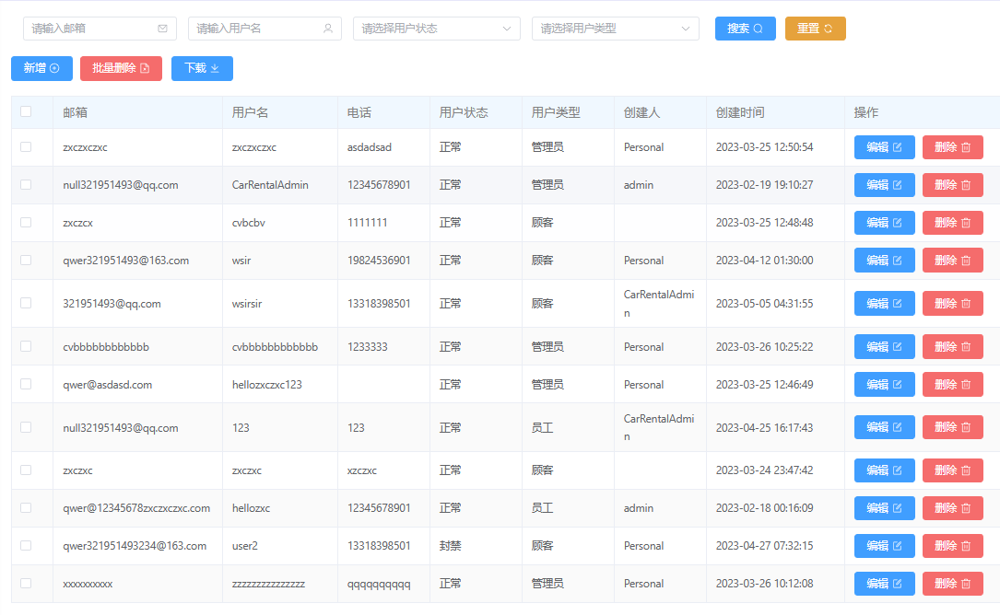 请输入邮箱 请输入用户名 请选择用户状态 请选择用户类型 搜索 重置
新增 批量删除 下载
邮箱 用户名 电话 用户状态 用户类型 创建人 创建时间 操作
zxczxczxc zxczxczxc asdadsad 正常 管理员 Personal 2023-03-25 12:50:54 编辑 删除
null321951493@qq.com CarRentalAdmin 12345678901 正常 管理员 admin 2023-02-19 19:10:27 编辑 删除
zxczcx cvbcbv 1111111 正常 顾客 2023-03-25 12:48:48 编辑 删除
qwer321951493@163.com wsir 19824536901 正常 顾客 Personal 2023-04-12 01:30:00 编辑 删除
321951493@qq.com wsirsir 13318398501 正常 顾客 CarRentalAdmi
n 2023-05-05 04:31:55 编辑 删除
cvbbbbbbbbbbbb cvbbbbbbbbbbbb 1233333 正常 管理员 Personal 2023-03-26 10:25:22 编辑 删除
qwer@asdasd.com hellozxczxc123 正常 管理员 Personal 2023-03-25 12:46:49 编辑 删除
null321951493@qq.com 123 123 正常 员工 CarRentalAdmi
n 2023-04-25 16:17:43 编辑 删除
zxczxc zxczxc xzczxc 正常 顾客 2023-03-24 23:47:42 编辑 删除
qwer@12345678zxczxczxc.com hellozxc 12345678901 正常 员工 admin 2023-02-18 00:16:09 编辑 删除
qwer321951493234@163.com user2 13318398501 封禁 顾客 Personal 2023-04-27 07:32:15 编辑 删除
xxxxxxxxxx zzzzzzzzzzzzzzz qqqqqqqqqq 正常 管理员 Personal 2023-03-26 10:12:08 编辑 删除